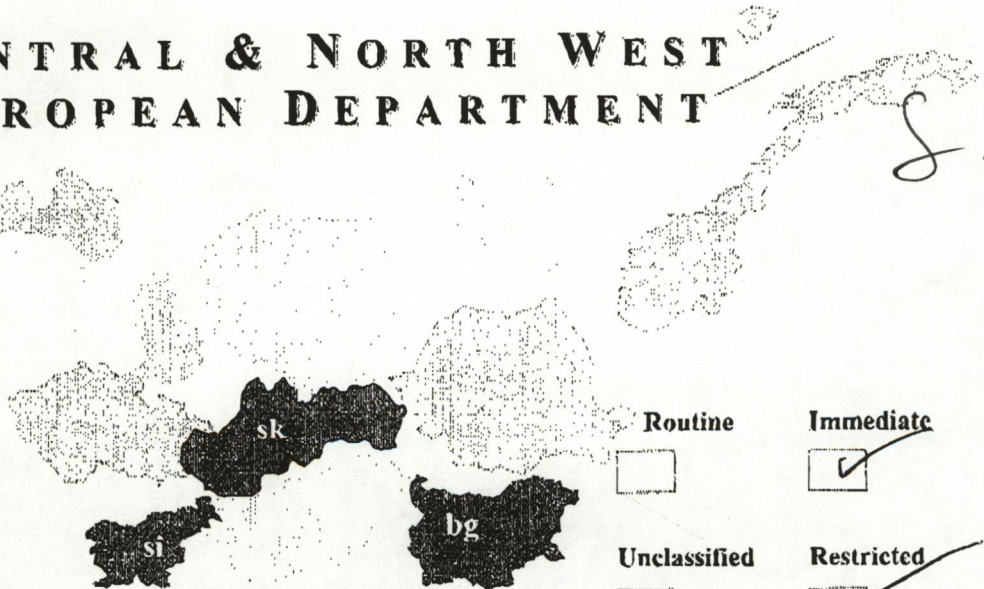 NTRAL & NORTH WEST
ROPEAN DEPARTMENT
S
sk
Routine Immediate
bg
si
Unclassified Restricted